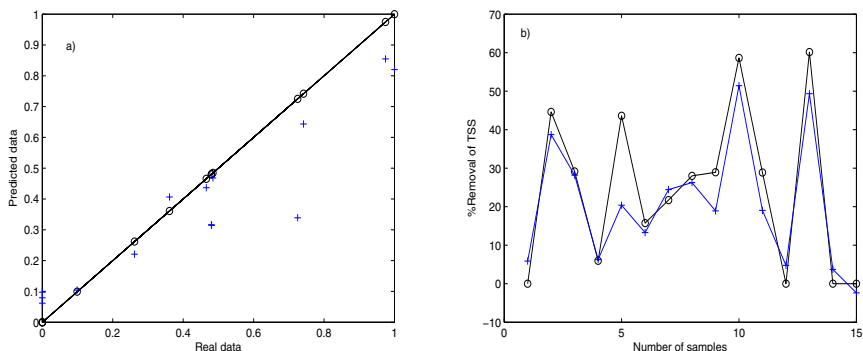 a)
Predicted data
1
0.9
0.8
0.7
0.6
0.5
0.4
0.3
0.2
0.1
0
0 0.2 0.4 0.6 0.8 1
Real data
b)
%Removal of TSS
70
60
50
40
30
20
10
0
−10
0 5 10 15
Number of samples